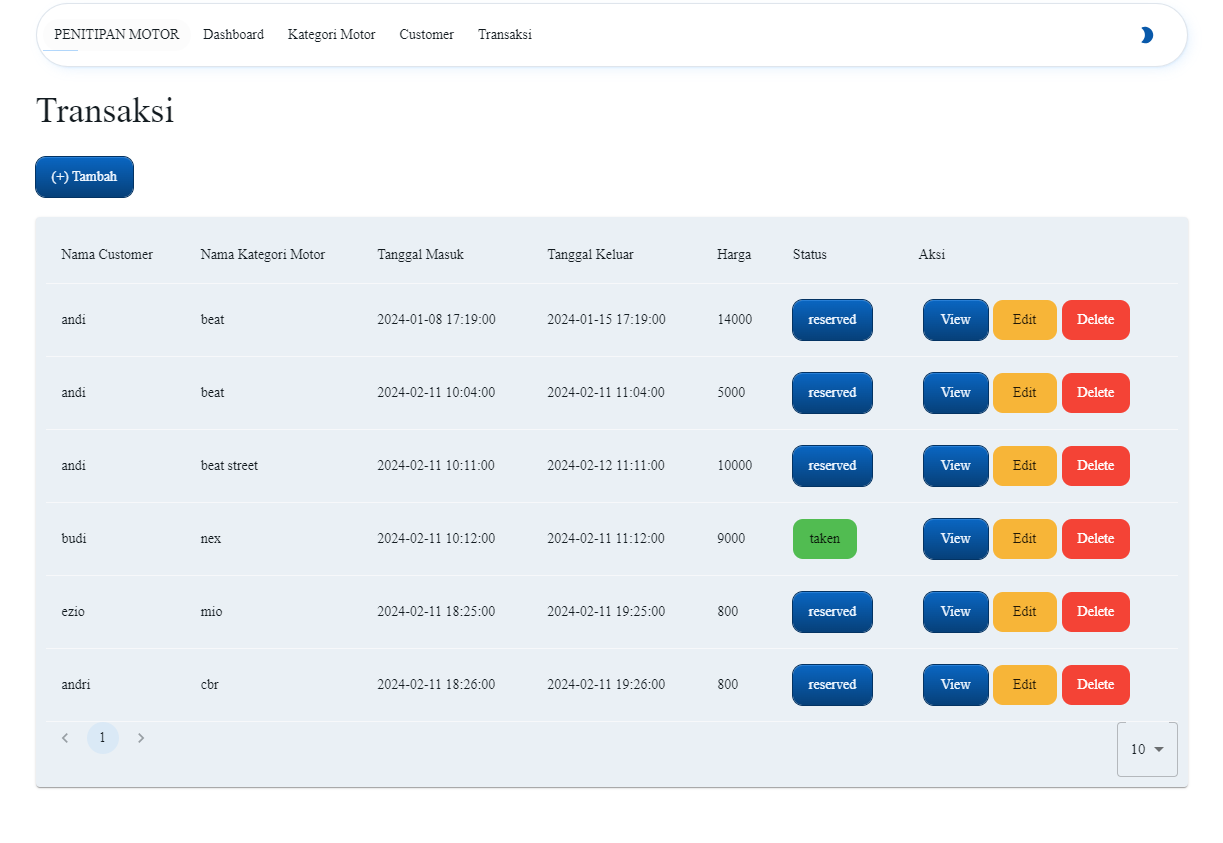 PENITIPAN MOTOR Dashboard Kategori Motor Customer Transaksi
Transaksi
(+) Tambah
Nama Customer Nama Kategori Motor Tanggal Masuk Tanggal Keluar Harga Status Aksi
andi beat 2024-01-08 17:19:00 2024-01-15 17:19:00 14000 reserved View Edit Delete
andi beat 2024-02-11 10:04:00 2024-02-11 11:04:00 5000 reserved View Edit Delete
andi beat street 2024-02-11 10:11:00 2024-02-12 11:11:00 10000 reserved View Edit Delete
budi nex 2024-02-11 10:12:00 2024-02-11 11:12:00 9000 taken View Edit Delete
ezio mio 2024-02-11 18:25:00 2024-02-11 19:25:00 800 reserved View Edit Delete
andri cbr 2024-02-11 18:26:00 2024-02-11 19:26:00 800 reserved View Edit Delete
1
10